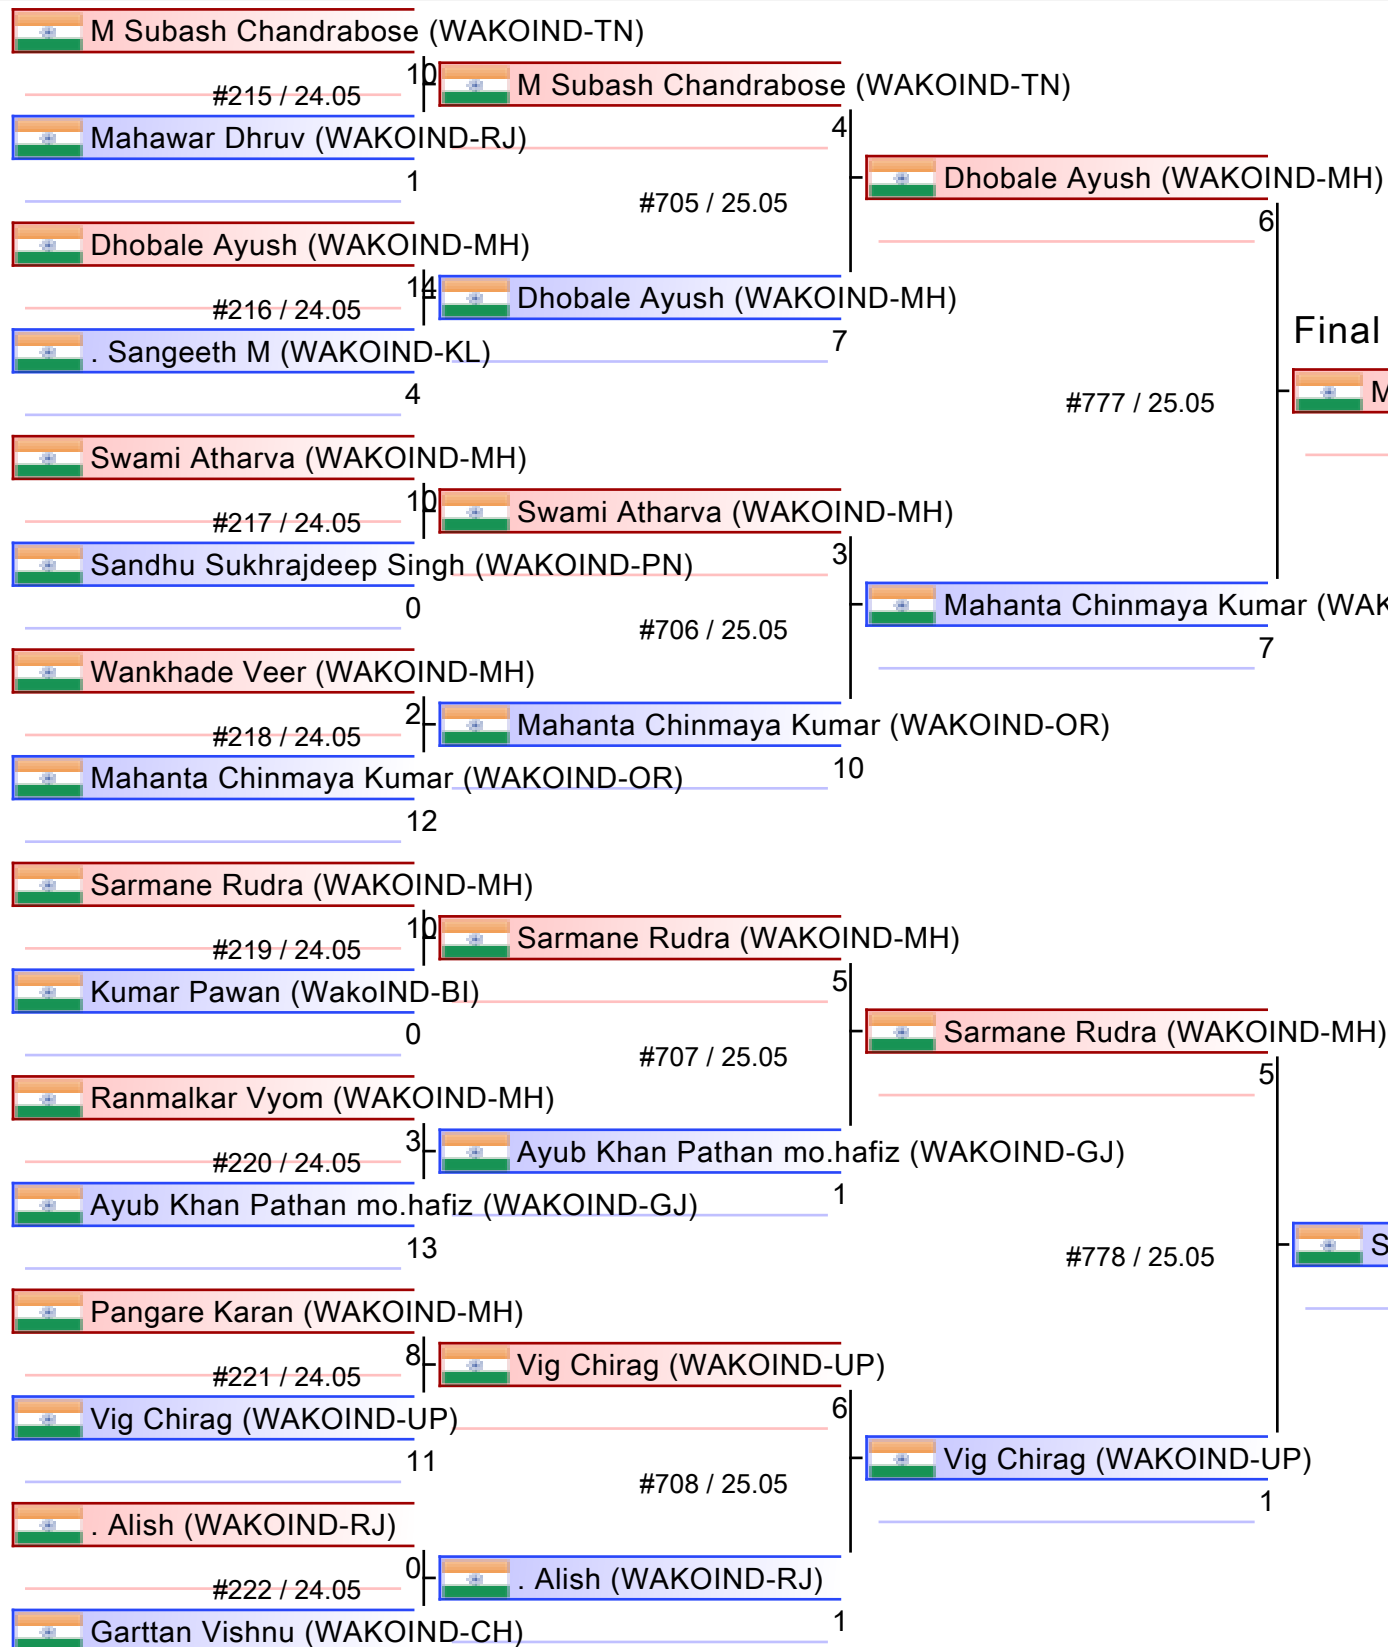 M Subash Chandrabose (WAKOIND-TN)
10
#215 / 24.05
Mahawar Dhruv (WAKOIND-RJ)
1
Dhobale Ayush (WAKOIND-MH)
14
#216 / 24.05
. Sangeeth M (WAKOIND-KL)
4
Swami Atharva (WAKOIND-MH)
10
#217 / 24.05
Sandhu Sukhrajdeep Singh (WAKOIND-PN)
0
Wankhade Veer (WAKOIND-MH)
2
#218 / 24.05
Mahanta Chinmaya Kumar (WAKOIND-OR)
12
Sarmane Rudra (WAKOIND-MH)
10
#219 / 24.05
Kumar Pawan (WakoIND-BI)
0
Ranmalkar Vyom (WAKOIND-MH)
3
#220 / 24.05
Ayub Khan Pathan mo.hafiz (WAKOIND-GJ)
13
Pangare Karan (WAKOIND-MH)
8
#221 / 24.05
Vig Chirag (WAKOIND-UP)
11
. Alish (WAKOIND-RJ)
0
#222 / 24.05
Garttan Vishnu (WAKOIND-CH)
M Subash Chandrabose (WAKOIND-TN)
4
#705 / 25.05
Dhobale Ayush (WAKOIND-MH)
7
Swami Atharva (WAKOIND-MH)
3
#706 / 25.05
Mahanta Chinmaya Kumar (WAKOIND-OR)
10
Sarmane Rudra (WAKOIND-MH)
5
#707 / 25.05
Ayub Khan Pathan mo.hafiz (WAKOIND-GJ)
1
Vig Chirag (WAKOIND-UP)
6
#708 / 25.05
. Alish (WAKOIND-RJ)
1
Dhobale Ayush (WAKOIND-MH)
6
#777 / 25.05
Mahanta Chinmaya Kumar (WAK
7
Sarmane Rudra (WAKOIND-MH)
5
#778 / 25.05
Vig Chirag (WAKOIND-UP)
1
Final
M
S